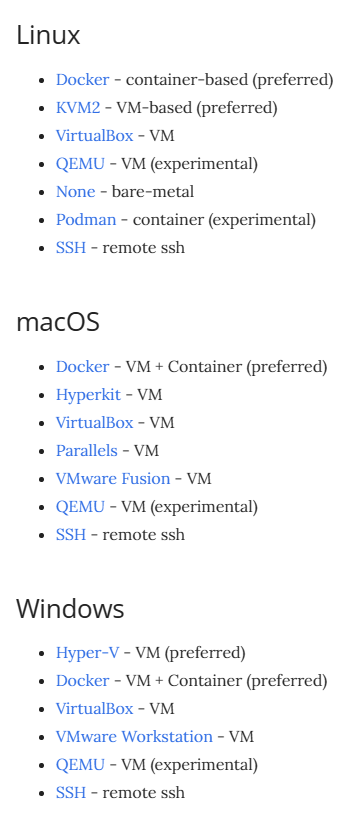 Linux
• Docker - container-based (preferred)
• KVM2 - VM-based (preferred)
• VirtualBox - VM
• QEMU - VM (experimental)
• None - bare-metal
• Podman - container (experimental)
• SSH - remote ssh
macOS
• Docker - VM + Container (preferred)
• Hyperkit - VM
• VirtualBox - VM
• Parallels - VM
• VMware Fusion - VM
• QEMU - VM (experimental)
• SSH - remote ssh
Windows
• Hyper-V - VM (preferred)
• Docker - VM + Container (preferred)
• VirtualBox - VM
• VMware Workstation - VM
• QEMU - VM (experimental)
• SSH - remote ssh